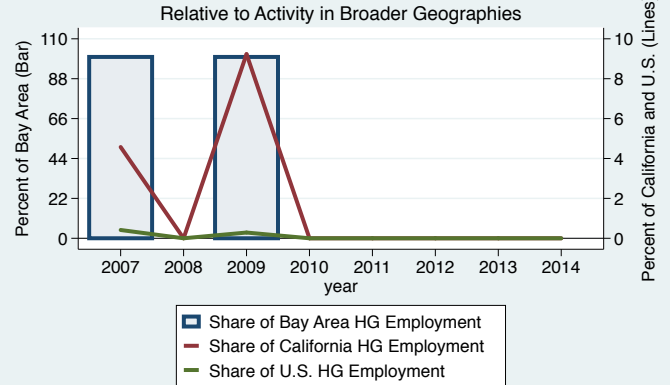 Relative to Activity in Broader Geographies
Percent of Bay Area (Bar)
110
88
66
44
22
0
10
8
6
4
2
0
Percent of California and U.S. (Lines
2007 2008 2009 2010 2011 2012 2013 2014
year
Share of Bay Area HG Employment
Share of California HG Employment
Share of U.S. HG Employment